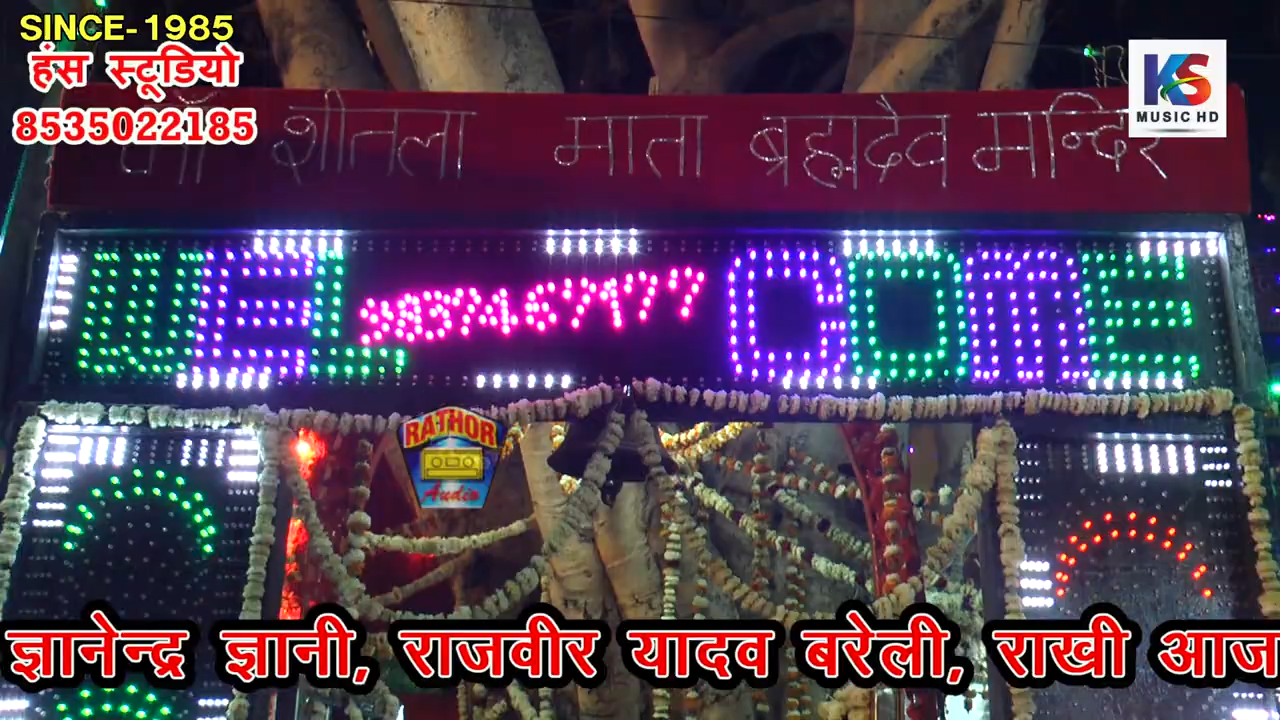 SINCE-1985
हंस स्टूडियो
8535022185
KS
MUSIC HD
माँ शीतला माता ब्रह्मदेव मन्दिर
WEL COME
RATHOR
Audio
ज्ञानेन्द्र ज्ञानी, राजवीर यादव बरेली, राखी आज